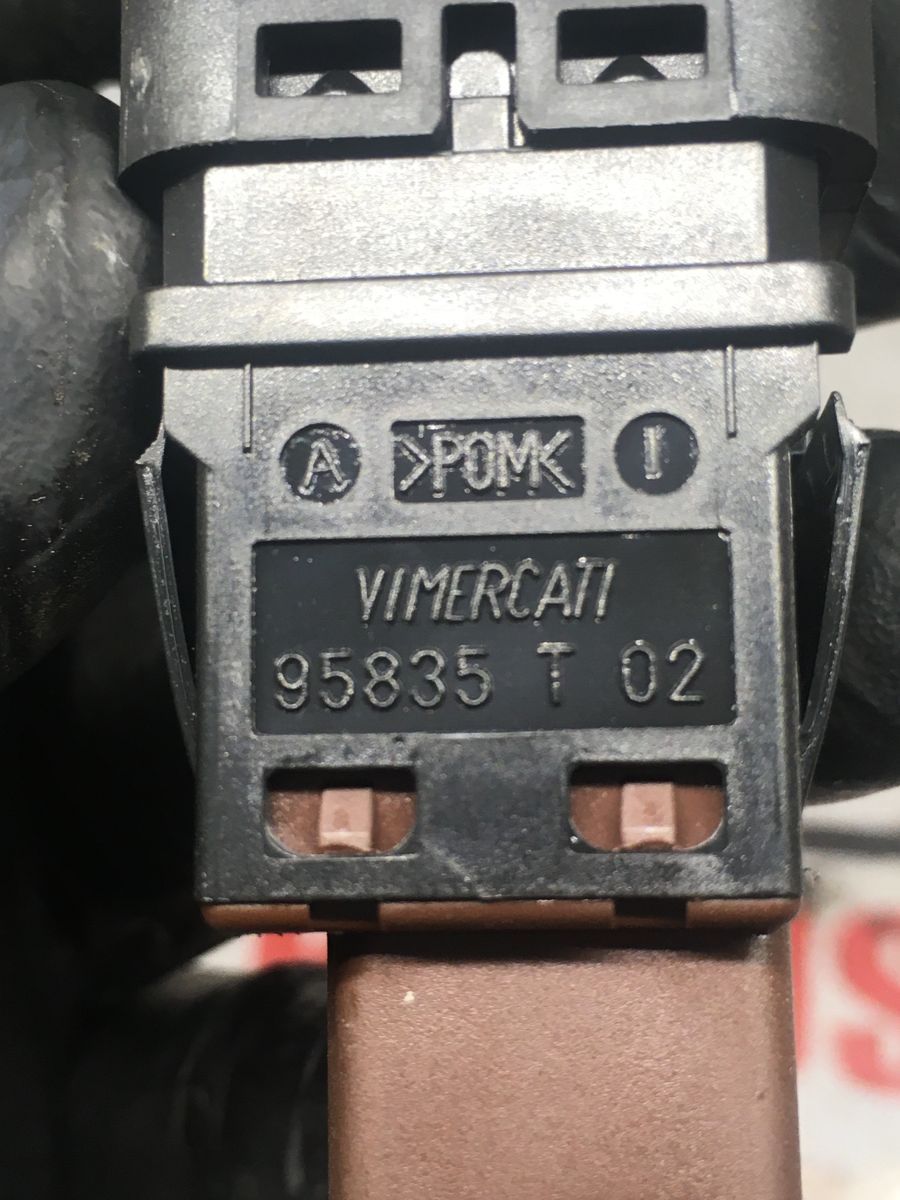 A >POM< I
VIMERCATI
95835 T 02